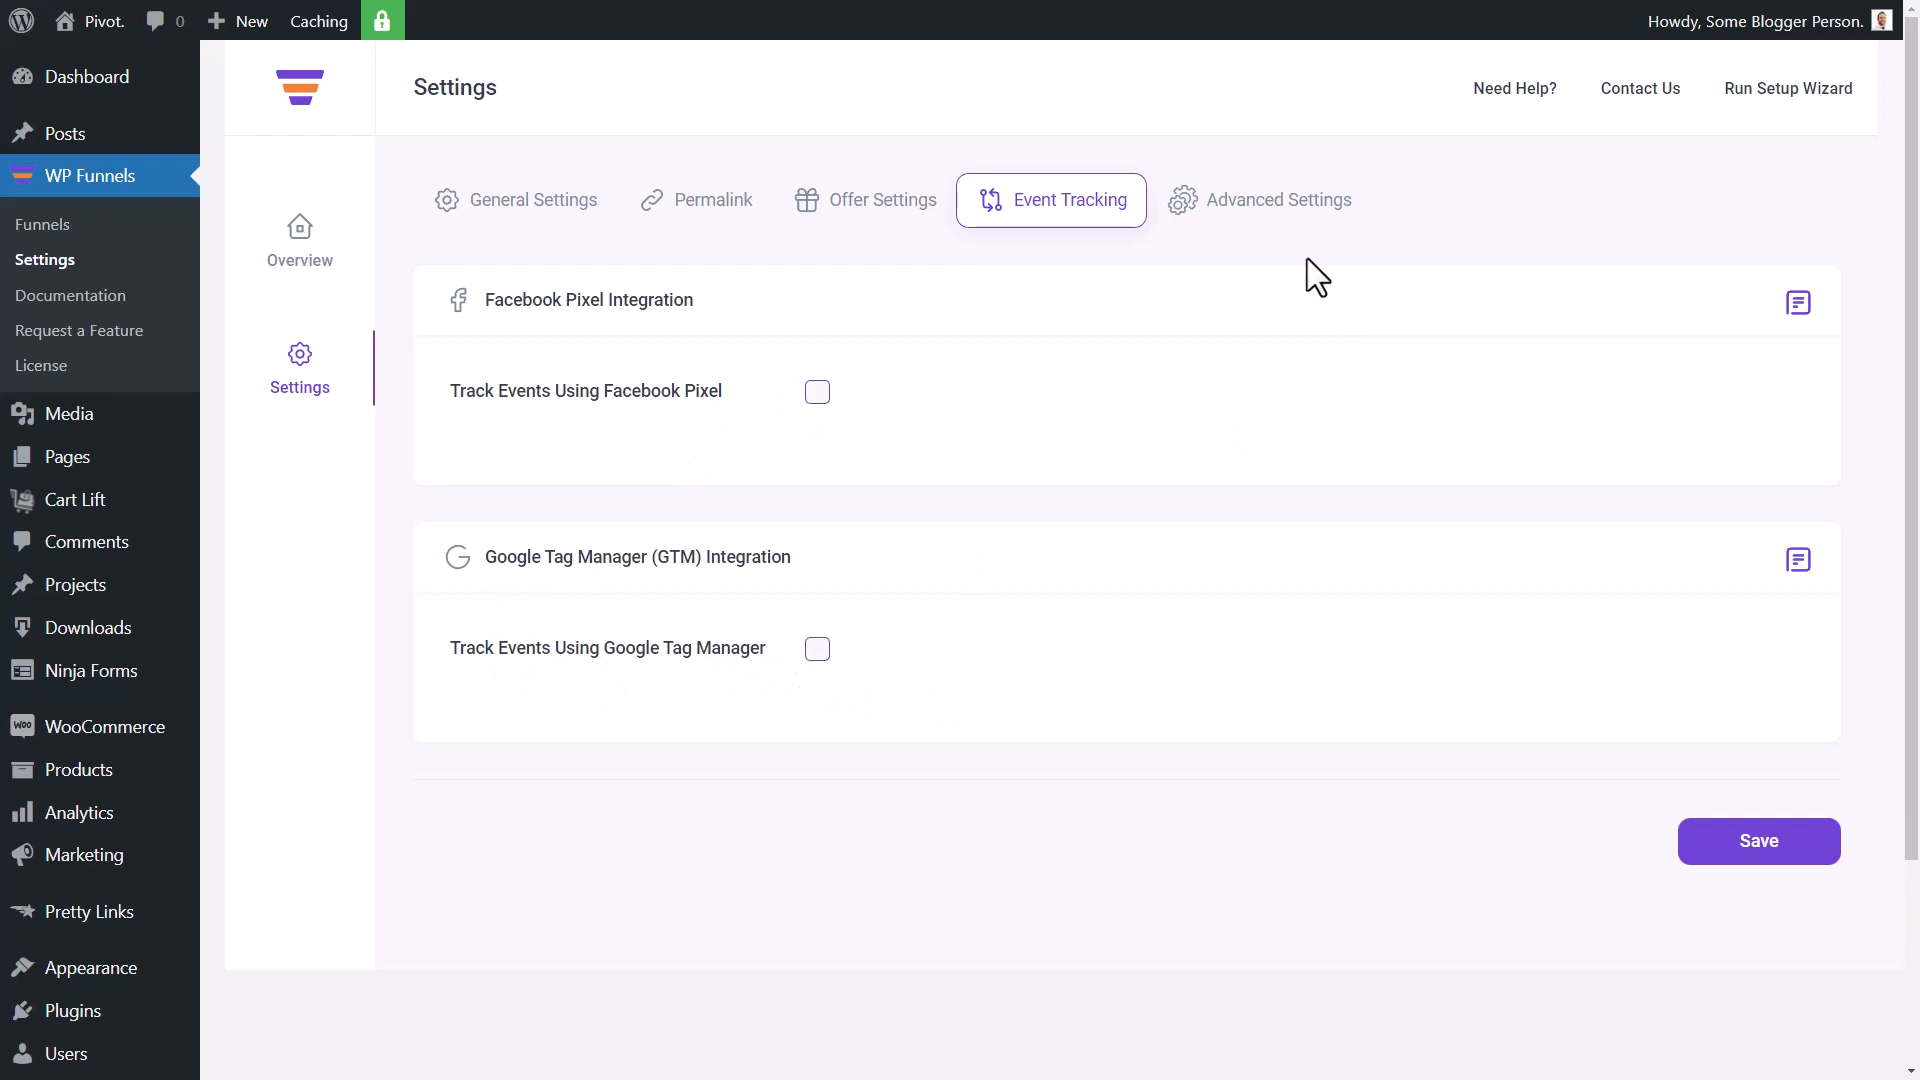 Pivot.
0
New
Caching
Howdy, Some Blogger Person.
Dashboard
Posts
WP Funnels
Funnels
Settings
Documentation
Request a Feature
License
Media
Pages
Cart Lift
Comments
Projects
Downloads
Ninja Forms
Woo
WooCommerce
Products
Analytics
Marketing
Pretty Links
Appearance
Plugins
Users
Settings
Need Help?
Contact Us
Run Setup Wizard
Overview
Settings
General Settings
Permalink
Offer Settings
Event Tracking
Advanced Settings
Facebook Pixel Integration
Track Events Using Facebook Pixel
Google Tag Manager (GTM) Integration
Track Events Using Google Tag Manager
Save